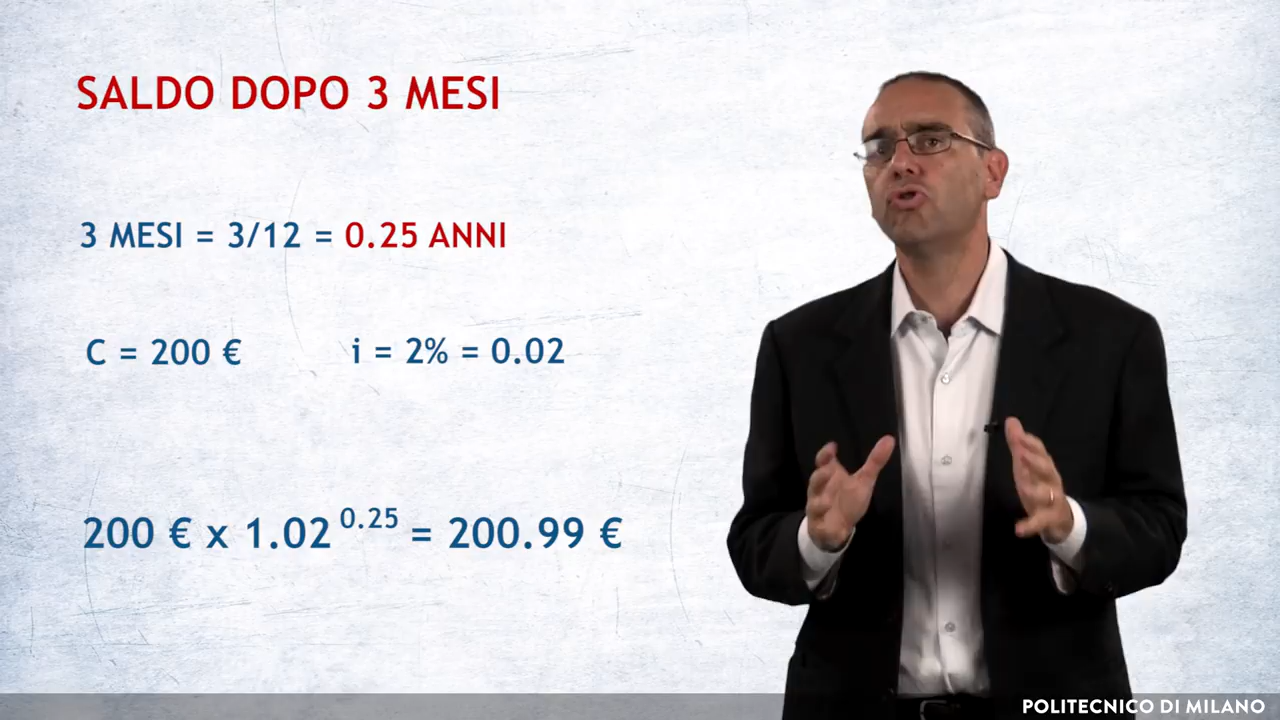 SALDO DOPO 3 MESI
3 MESI = 3/12 = 0.25 ANNI
C = 200 € i = 2% = 0.02
200 € x 1.02^0.25 = 200.99 €
POLITECNICO DI MILANO